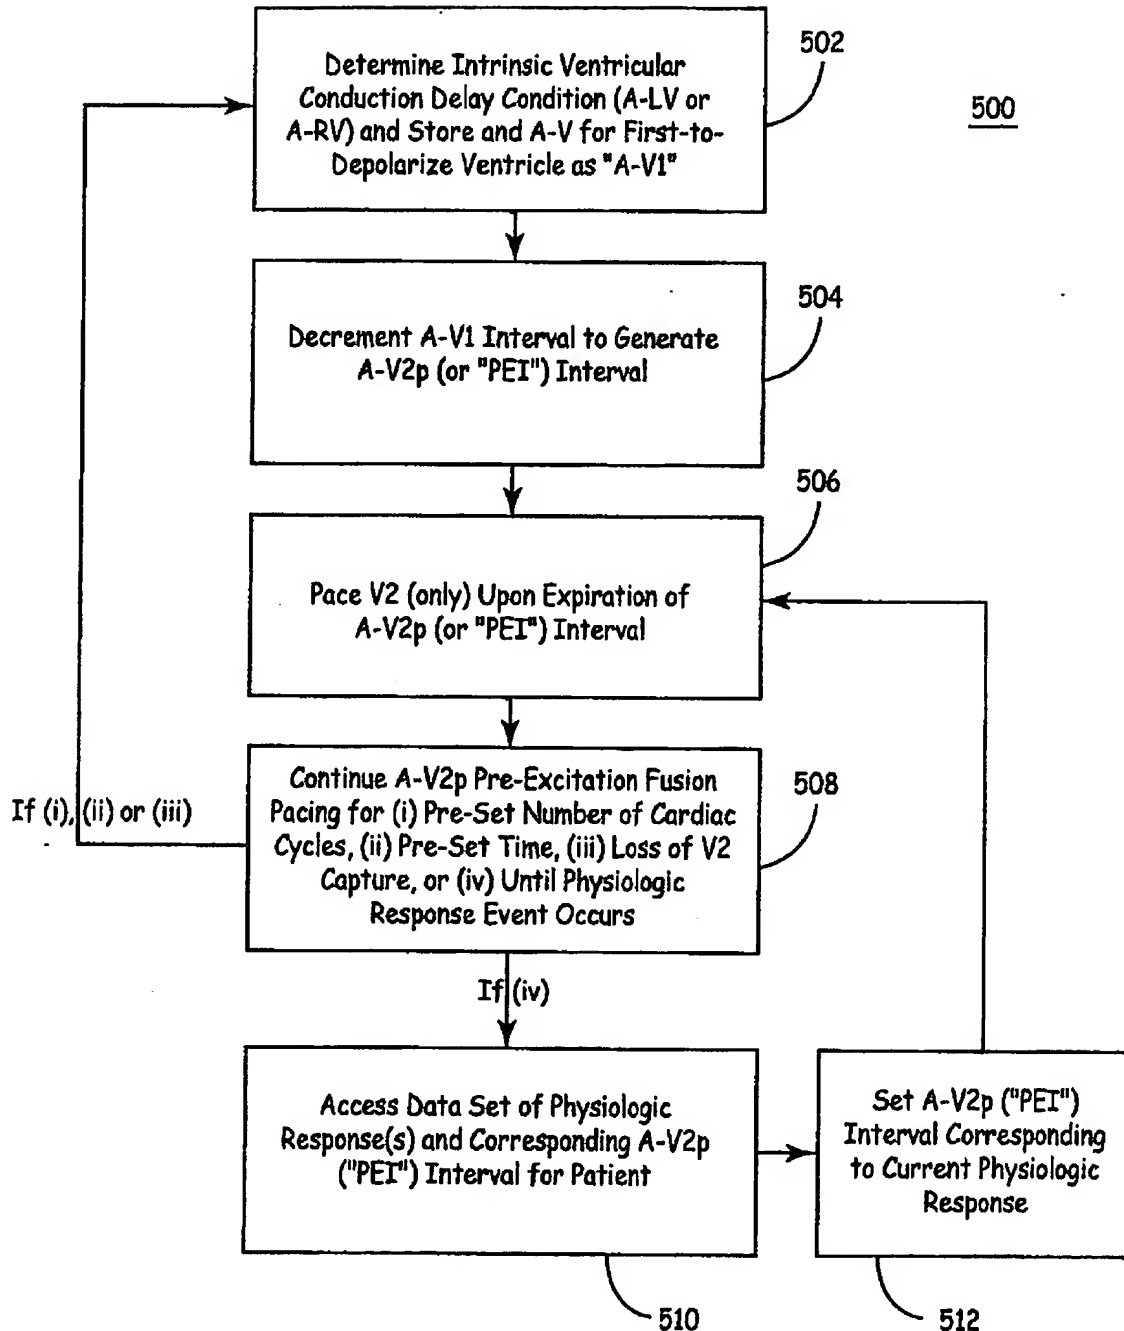 502
500
Determine Intrinsic Ventricular
Conduction Delay Condition (A-LV or
A-RV) and Store and A-V for First-to-
Depolarize Ventricle as "A-V1"
504
Decrement A-V1 Interval to Generate
A-V2p (or "PEI") Interval
506
Pace V2 (only) Upon Expiration of
A-V2p (or "PEI") Interval
508
Continue A-V2p Pre-Excitation Fusion
Pacing for (i) Pre-Set Number of Cardiac
Cycles, (ii) Pre-Set Time, (iii) Loss of V2
Capture, or (iv) Until Physiologic
Response Event Occurs
If (i), (ii) or (iii)
If (iv)
Access Data Set of Physiologic
Response(s) and Corresponding A-V2p
("PEI") Interval for Patient
510
Set A-V2p ("PEI")
Interval Corresponding
to Current Physiologic
Response
512